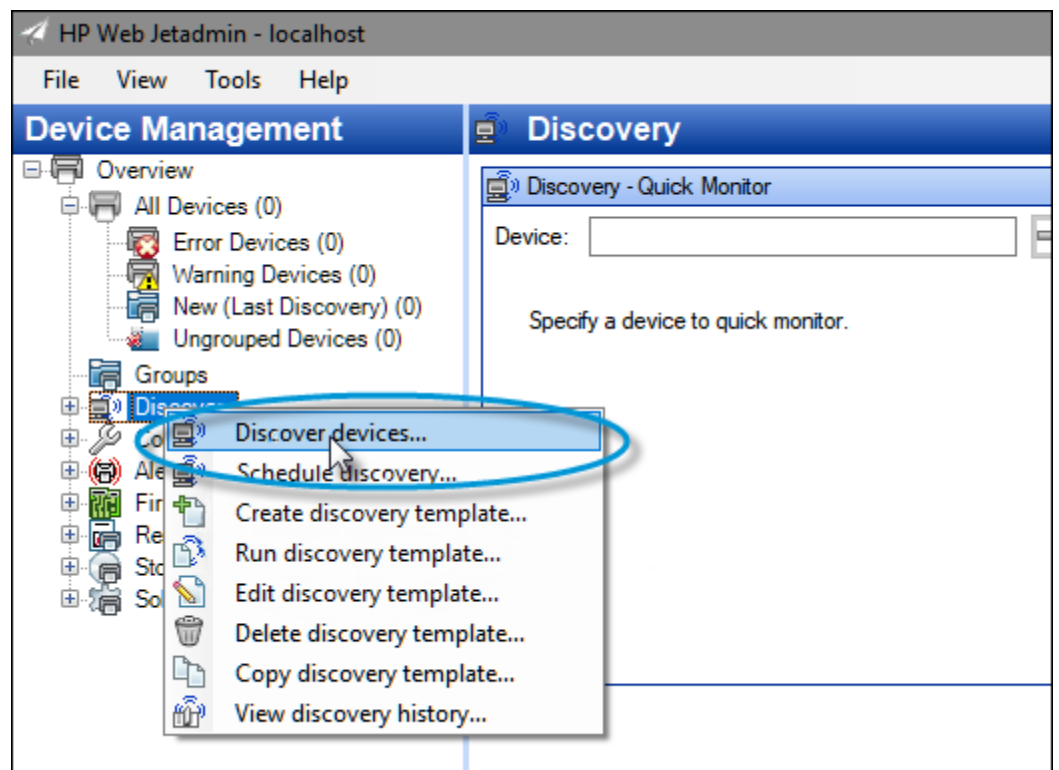 HP Web Jetadmin - localhost
File View Tools Help
Device Management
Overview
All Devices (0)
Error Devices (0)
Warning Devices (0)
New (Last Discovery) (0)
Ungrouped Devices (0)
Groups
Discovery
Discovery - Quick Monitor
Device:
Specify a device to quick monitor.
Discover devices...
Schedule discovery...
Create discovery template...
Run discovery template...
Edit discovery template...
Delete discovery template...
Copy discovery template...
View discovery history...